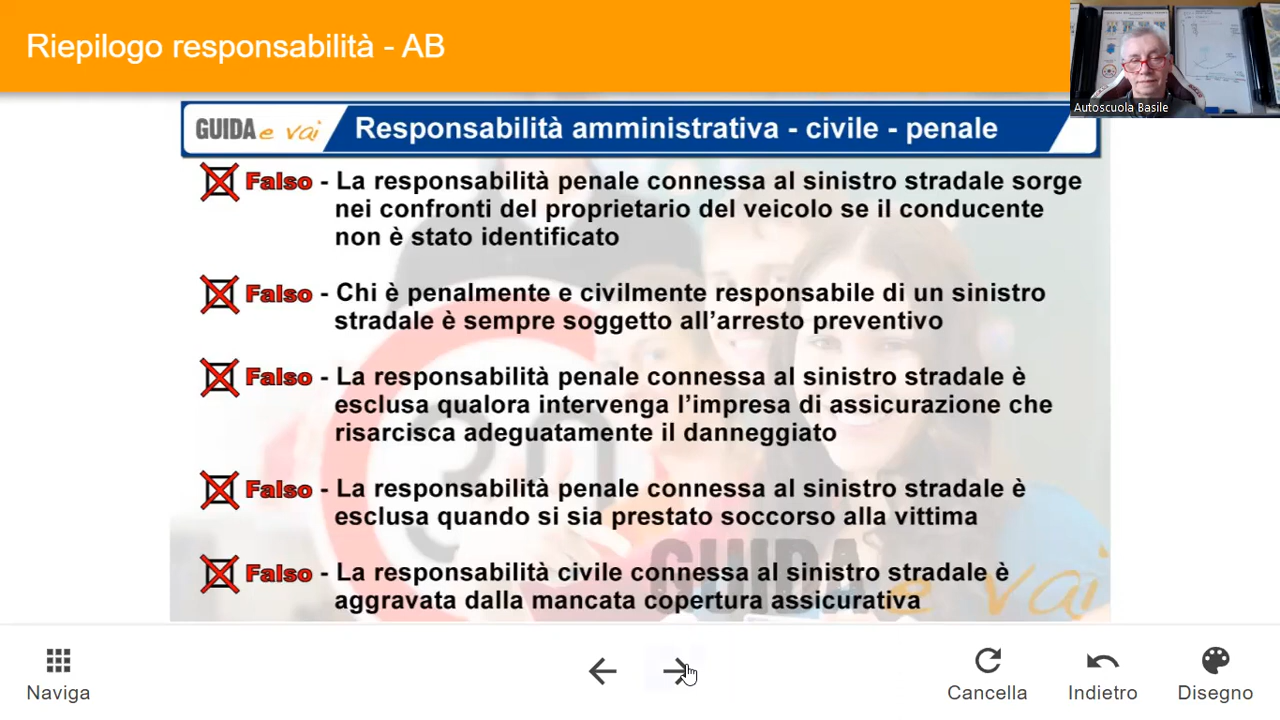 Riepilogo responsabilità - AB
Autoscuola Basile
GUIDA e vai
Responsabilità amministrativa - civile - penale
Falso - La responsabilità penale connessa al sinistro stradale sorge
nei confronti del proprietario del veicolo se il conducente
non è stato identificato
Falso - Chi è penalmente e civilmente responsabile di un sinistro
stradale è sempre soggetto all’arresto preventivo
Falso - La responsabilità penale connessa al sinistro stradale è
esclusa qualora intervenga l’impresa di assicurazione che
risarcisca adeguatamente il danneggiato
Falso - La responsabilità penale connessa al sinistro stradale è
esclusa quando si sia prestato soccorso alla vittima
Falso - La responsabilità civile connessa al sinistro stradale è
aggravata dalla mancata copertura assicurativa
GUIDA e vai
30
Naviga
Cancella
Indietro
Disegno